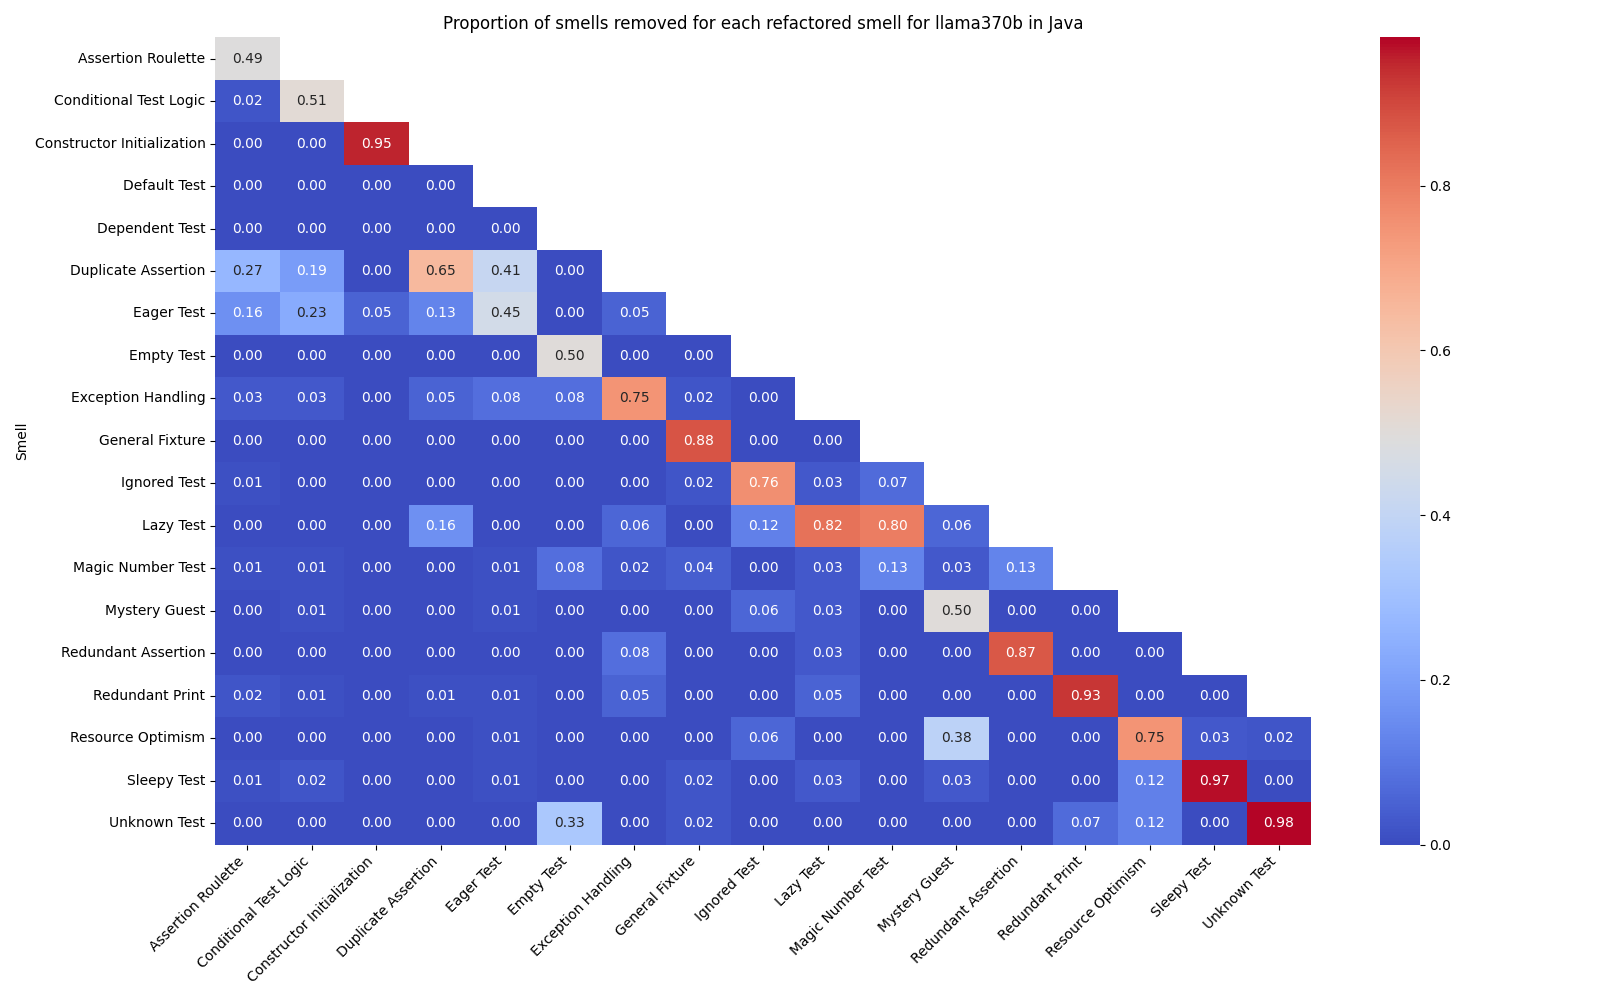 Proportion of smells removed for each refactored smell for llama370b in Java
Smell
Assertion Roulette 0.49
Conditional Test Logic 0.02 0.51
Constructor Initialization 0.00 0.00 0.95
Default Test 0.00 0.00 0.00 0.00
Dependent Test 0.00 0.00 0.00 0.00 0.00
Duplicate Assertion 0.27 0.19 0.00 0.65 0.41 0.00
Eager Test 0.16 0.23 0.05 0.13 0.45 0.00 0.05
Empty Test 0.00 0.00 0.00 0.00 0.00 0.50 0.00 0.00
Exception Handling 0.03 0.03 0.00 0.05 0.08 0.08 0.75 0.02 0.00
General Fixture 0.00 0.00 0.00 0.00 0.00 0.00 0.00 0.88 0.00 0.00
Ignored Test 0.01 0.00 0.00 0.00 0.00 0.00 0.00 0.02 0.76 0.03 0.07
Lazy Test 0.00 0.00 0.00 0.16 0.00 0.00 0.06 0.00 0.12 0.82 0.80 0.06
Magic Number Test 0.01 0.01 0.00 0.00 0.01 0.08 0.02 0.04 0.00 0.03 0.13 0.03 0.13
Mystery Guest 0.00 0.01 0.00 0.00 0.01 0.00 0.00 0.00 0.06 0.03 0.00 0.50 0.00 0.00
Redundant Assertion 0.00 0.00 0.00 0.00 0.00 0.00 0.08 0.00 0.00 0.03 0.00 0.00 0.87 0.00 0.00
Redundant Print 0.02 0.01 0.00 0.01 0.01 0.00 0.05 0.00 0.00 0.05 0.00 0.00 0.00 0.93 0.00 0.00
Resource Optimism 0.00 0.00 0.00 0.00 0.01 0.00 0.00 0.00 0.06 0.00 0.00 0.38 0.00 0.00 0.75 0.03 0.02
Sleepy Test 0.01 0.02 0.00 0.00 0.01 0.00 0.00 0.02 0.00 0.03 0.00 0.03 0.00 0.00 0.12 0.97 0.00
Unknown Test 0.00 0.00 0.00 0.00 0.00 0.33 0.00 0.02 0.00 0.00 0.00 0.00 0.00 0.07 0.12 0.00 0.98
Assertion Roulette
Conditional Test Logic
Constructor Initialization
Duplicate Assertion
Eager Test
Empty Test
Exception Handling
General Fixture
Ignored Test
Lazy Test
Magic Number Test
Mystery Guest
Redundant Assertion
Redundant Print
Resource Optimism
Sleepy Test
Unknown Test
0.8
0.6
0.4
0.2
0.0